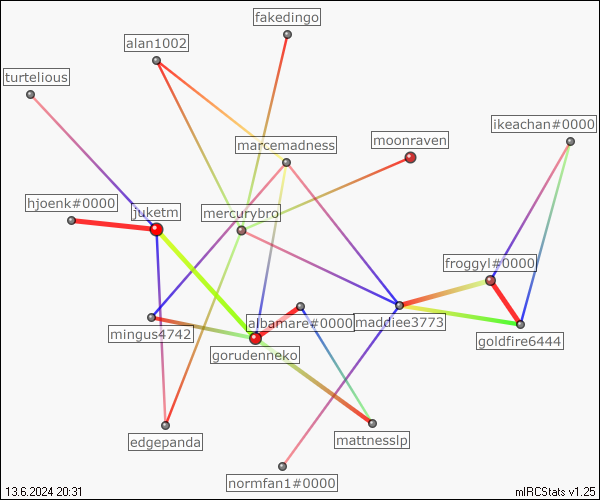 fakedingo
alan1002
turtelious
ikeachan#0000
moonraven
marcemadness
hjoenk#0000
juketm
mercurybro
froggyl#0000
albamare#0000
maddiee3773
mingus4742
goldfire6444
gorudenneko
edgepanda
mattnesslp
normfan1#0000
13.6.2024 20:31
mIRCStats v1.25